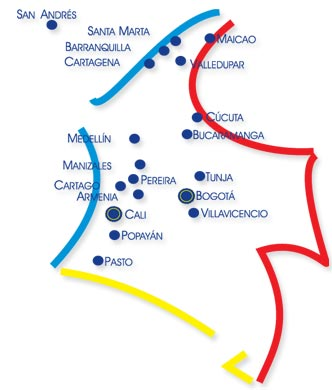 San Andrés
Santa Marta
Maicao
Barranquilla
Cartagena
Valledupar
Cúcuta
Bucaramanga
Medellín
Manizales
Tunja
Pereira
Cartago
Armenia
Bogotá
Cali
Villavicencio
Popayán
Pasto